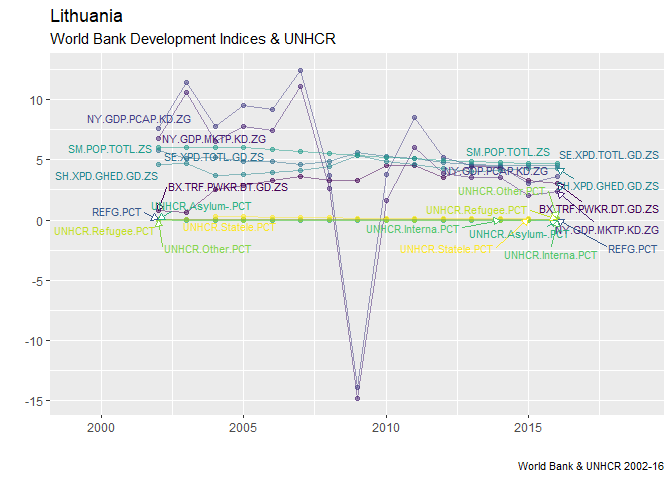 Lithuania
World Bank Development Indices & UNHCR
10
5
0
-5
-10
-15
NY.GDP.PCAP.KD.ZG
NY.GDP.MKTP.KD.ZG
SM.POP.TOTL.ZS
SE.XPD.TOTL.GD.ZS
SH.XPD.GHED.GD.ZS
BX.TRF.PWKR.DT.GD.ZS
UNHCR.Asylum-.PCT
REFG.PCT
UNHCR.Refugee.PCT
UNHCR.Statele.PCT
UNHCR.Other.PCT
SM.POP.TOTL.ZS
SE.XPD.TOTL.GD.ZS
NY.GDP.PCAP.KD.ZG
SH.XPD.GHED.GD.ZS
UNHCR.Other.PCT
UNHCR.Refugee.PCT
BX.TRF.PWKR.DT.GD.ZS
UNHCR.Interna.PCT
UNHCR.Asylum-.PCT
NY.GDP.MKTP.KD.ZG
UNHCR.Statele.PCT
REFG.PCT
UNHCR.Interna.PCT
2000
2005
2010
2015
World Bank & UNHCR 2002-16